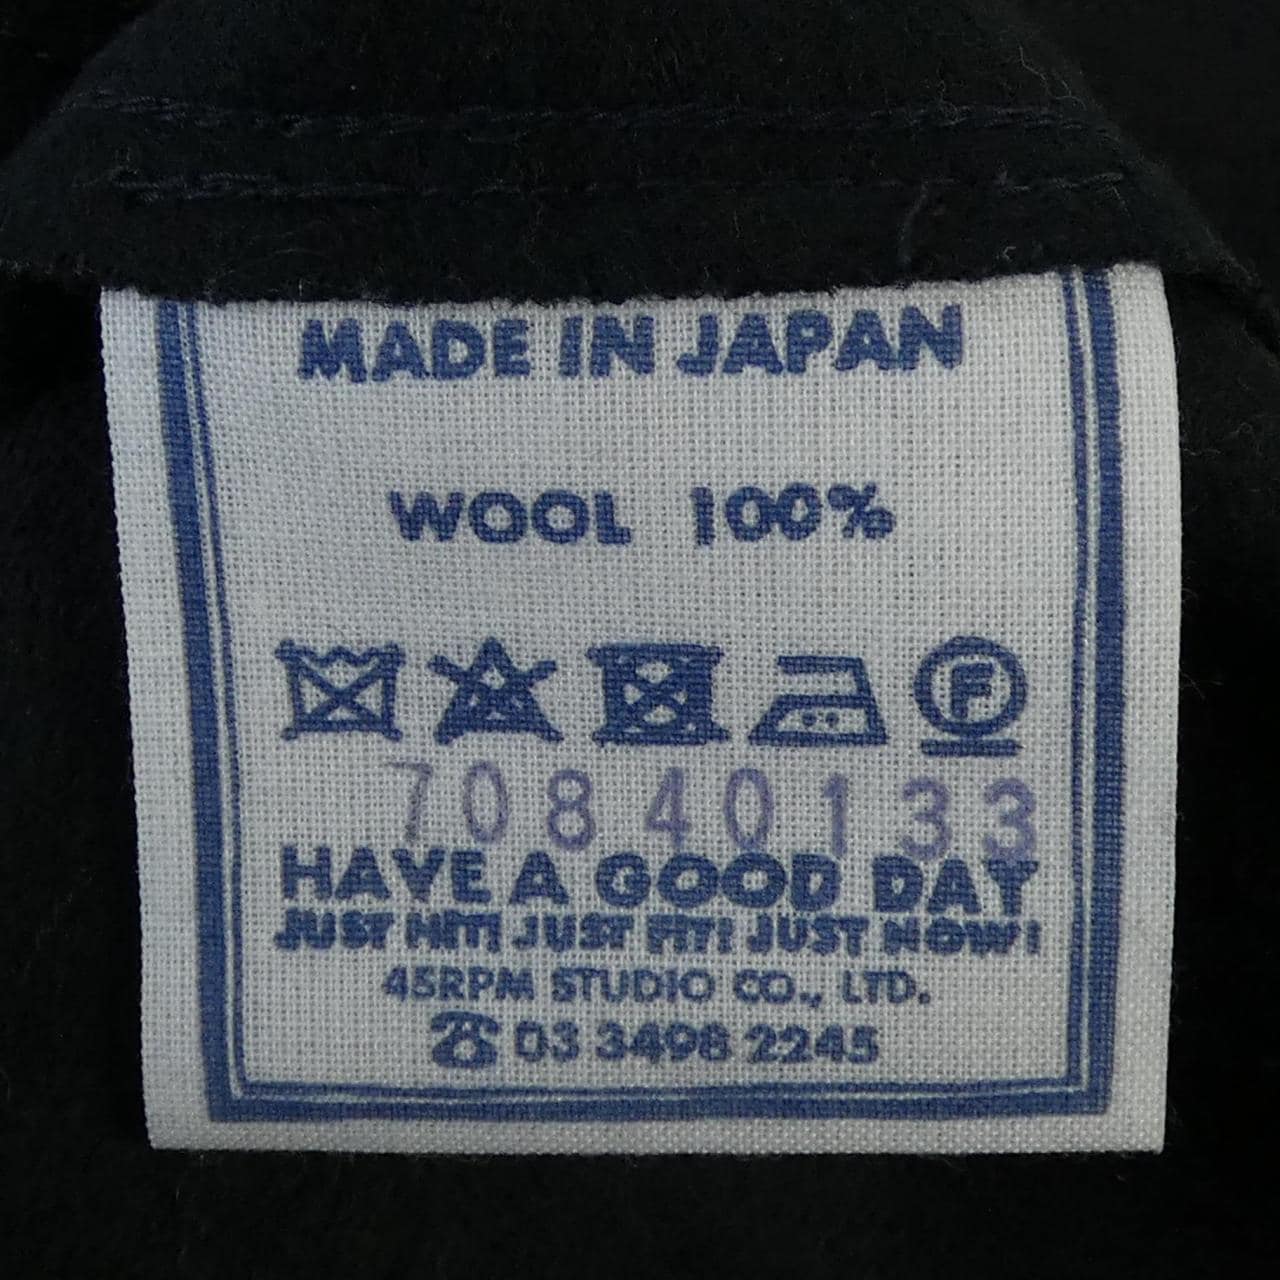 MADE IN JAPAN
WOOL 100%
F
70840133
HAVE A GOOD DAY
JUST HIT! JUST FIT! JUST NOW!
45RPM STUDIO CO., LTD.
☎03 3498 2245